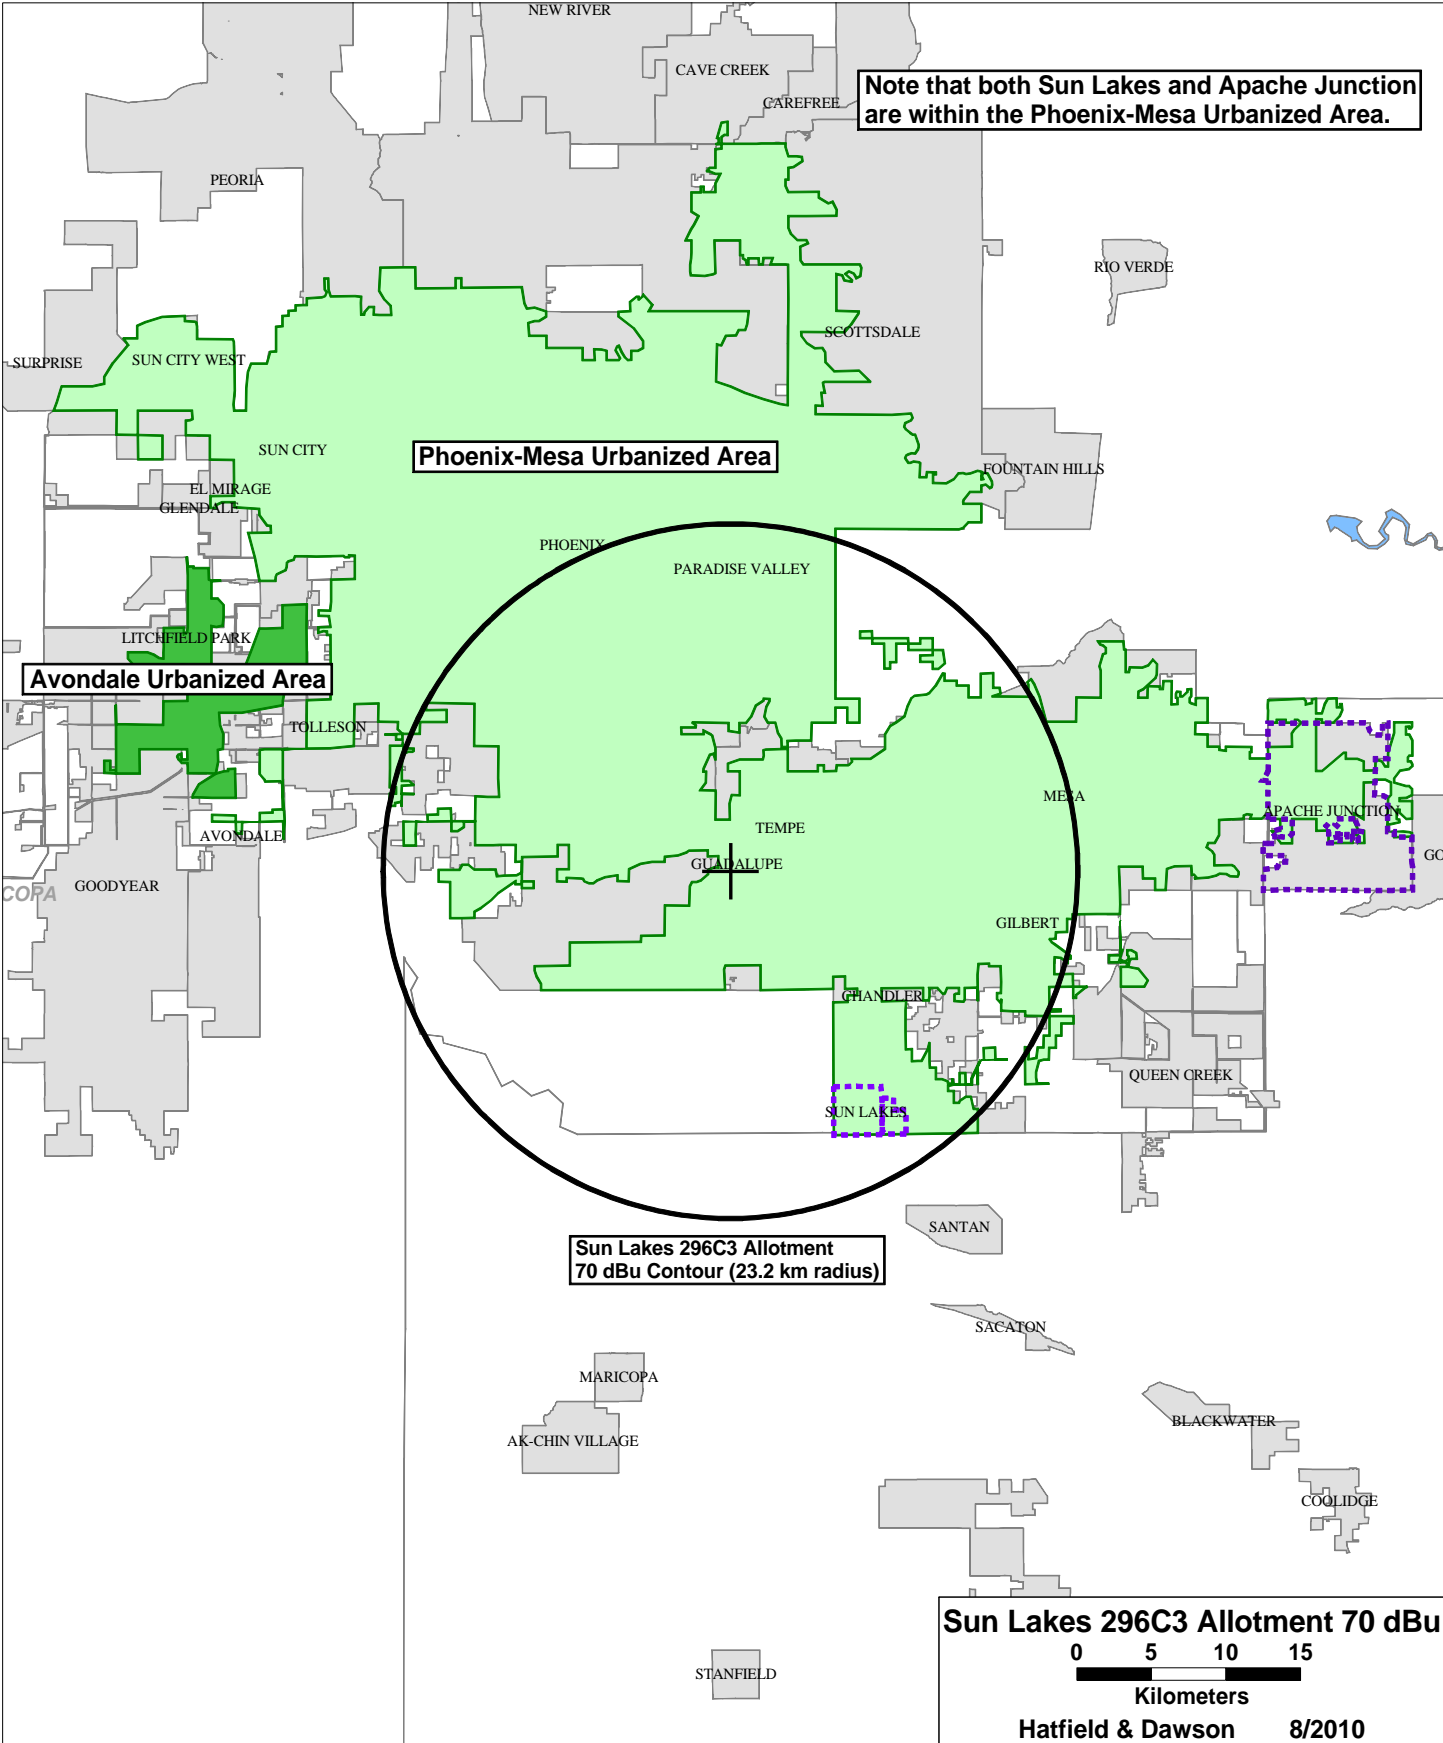 NEW RIVER
CAVE CREEK
Note that both Sun Lakes and Apache Junction
are within the Phoenix-Mesa Urbanized Area.
CAREFREE
PEORIA
RIO VERDE
SCOTTSDALE
SURPRISE
SUN CITY WEST
SUN CITY
Phoenix-Mesa Urbanized Area
FOUNTAIN HILLS
EL MIRAGE
GLENDALE
PHOENIX
PARADISE VALLEY
LITCHFIELD PARK
Avondale Urbanized Area
TOLLESON
MESA
APACHE JUNCTION
TEMPE
AVONDALE
GO
GUADALUPE
GOODYEAR
COPA
GILBERT
CHANDLER
QUEEN CREEK
SUN LAKES
SANTAN
Sun Lakes 296C3 Allotment
70 dBu Contour (23.2 km radius)
SACATON
MARICOPA
BLACKWATER
AK-CHIN VILLAGE
COOLIDGE
Sun Lakes 296C3 Allotment 70 dBu
0 5 10 15
Kilometers
STANFIELD
Hatfield & Dawson 8/2010